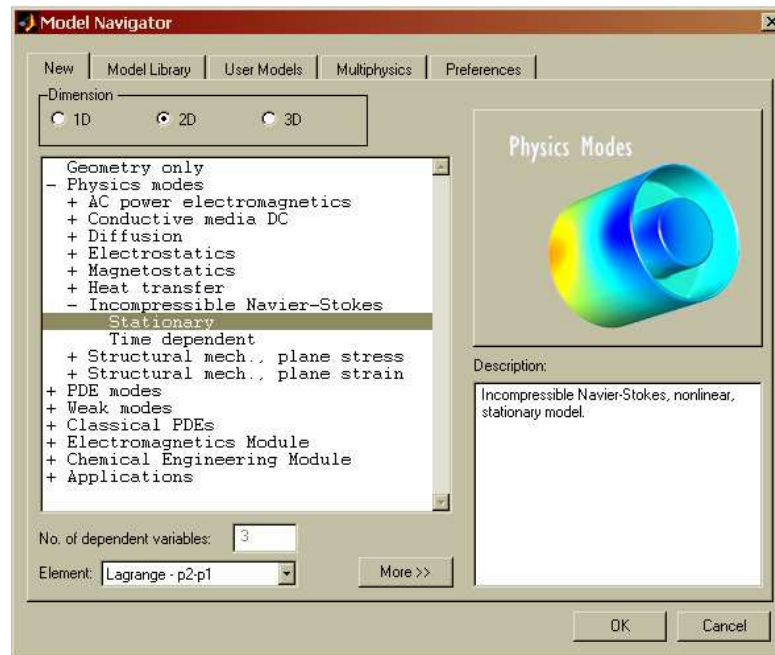 Model Navigator
New Model Library User Models Multiphysics Preferences
Dimension
1D 2D 3D
Geometry only
- Physics modes
+ AC power electromagnetics
+ Conductive media DC
+ Diffusion
+ Electrostatics
+ Magnetostatics
+ Heat transfer
- Incompressible Navier-Stokes
Stationary
Time dependent
+ Structural mech., plane stress
+ Structural mech., plane strain
+ PDE modes
+ Weak modes
+ Classical PDEs
+ Electromagnetics Module
+ Chemical Engineering Module
+ Applications
Physics Modes
Description:
Incompressible Navier-Stokes, nonlinear,
stationary model.
No. of dependent variables: 3
Element: Lagrange - p2-p1
More >>
OK Cancel